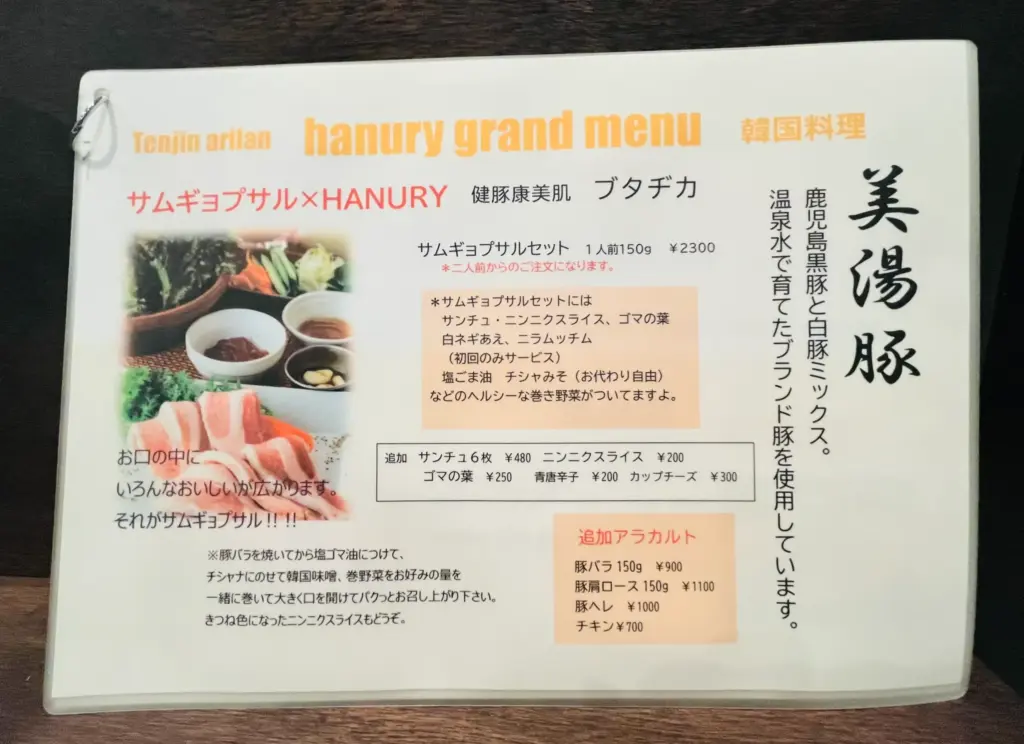 Tenjin arilan hanury grand menu 韓国料理
サムギョプサル×HANURY 健豚康美肌 ブタヂカ
サムギョプサルセット 1人前150g ¥2300
*二人前からのご注文になります。
*サムギョプサルセットには
サンチュ・ニンニクスライス、ゴマの葉
白ネギあえ、ニラムッチム
（初回のみサービス）
塩ごま油 チシャみそ（お代わり自由）
などのヘルシーな巻き野菜がついてますよ。
追加 サンチュ6枚 ¥480 ニンニクスライス ¥200
ゴマの葉 ¥250 青唐辛子 ¥200 カップチーズ ¥300
お口の中に
いろんなおいしいが広がります。
それがサムギョプサル!! !!
※豚バラを焼いてから塩ゴマ油につけて、
チシャナにのせて韓国味噌、巻野菜をお好みの量を
一緒に巻いて大きく口を開けてパクっとお召し上がり下さい。
きつね色になったニンニクスライスもどうぞ。
追加アラカルト
豚バラ150g ¥900
豚肩ロース150g ¥1100
豚ヘレ ¥1000
チキン¥700
美湯豚
鹿児島黒豚と白豚ミックス。
温泉水で育てたブランド豚を使用しています。